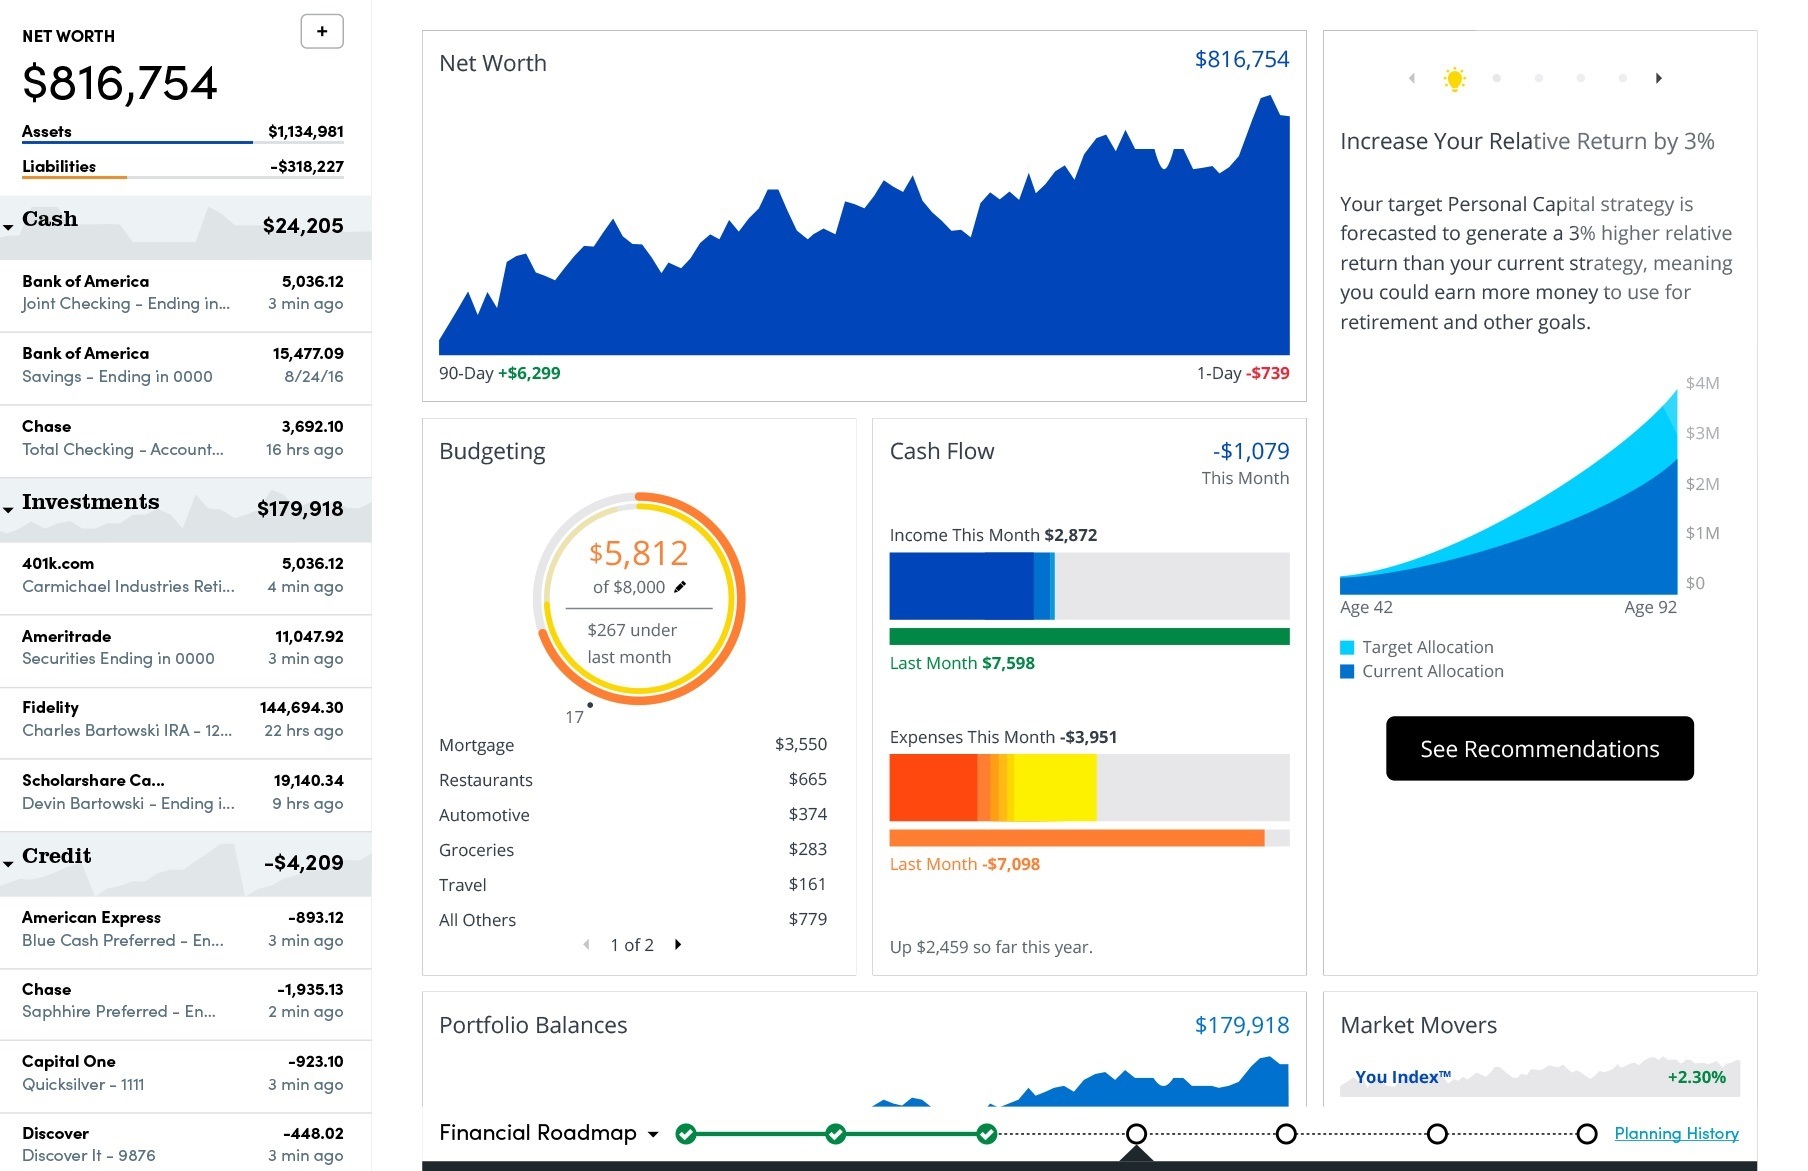 NET WORTH
+
$816,754
Assets $1,134,981
Liabilities -$318,227
Cash $24,205
Bank of America 5,036.12
Joint Checking - Ending in... 3 min ago
Bank of America 15,477.09
Savings - Ending in 0000 8/24/16
Chase 3,692.10
Total Checking - Account... 16 hrs ago
Investments $179,918
401k.com 5,036.12
Carmichael Industries Reti... 4 min ago
Ameritrade 11,047.92
Securities Ending in 0000 3 min ago
Fidelity 144,694.30
Charles Bartowski IRA - 12... 22 hrs ago
Scholarshare Ca... 19,140.34
Devin Bartowski - Ending i... 9 hrs ago
Credit -$4,209
American Express -893.12
Blue Cash Preferred - En... 3 min ago
Chase -1,935.13
Saphhire Preferred - En... 2 min ago
Capital One -923.10
Quicksilver - 1111 3 min ago
Discover -448.02
Discover It - 9876 3 min ago
Net Worth $816,754
90-Day +$6,299 1-Day -$739
Budgeting
$5,812
of $8,000
$267 under
last month
17
Mortgage $3,550
Restaurants $665
Automotive $374
Groceries $283
Travel $161
All Others $779
1 of 2
Cash Flow -$1,079
This Month
Income This Month $2,872
Last Month $7,598
Expenses This Month -$3,951
Last Month -$7,098
Up $2,459 so far this year.
Increase Your Relative Return by 3%
Your target Personal Capital strategy is
forecasted to generate a 3% higher relative
return than your current strategy, meaning
you could earn more money to use for
retirement and other goals.
$4M
$3M
$2M
$1M
$0
Age 42 Age 92
Target Allocation
Current Allocation
See Recommendations
Portfolio Balances $179,918
Market Movers
You Index™ +2.30%
Financial Roadmap
Planning History